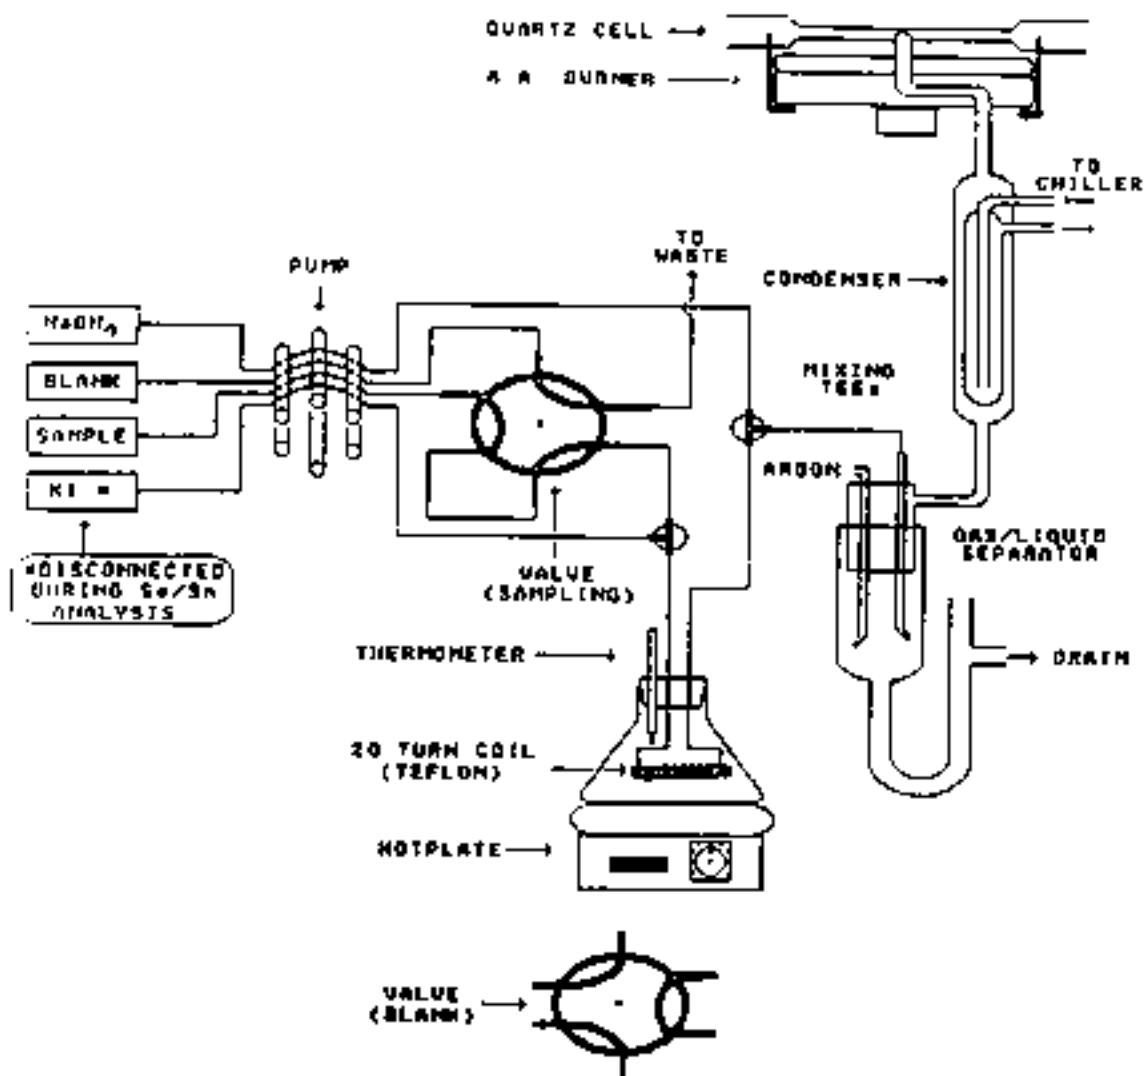 QUARTZ CELL
A A BURNER
TO
CHILLER
TO
WASTE
PUMP
CONDENSER
NaBH4
BLANK
SAMPLE
KI *
MIXING
TEES
ARGON
GAS/LIQUID
SEPARATOR
VALVE
(SAMPLING)
*DISCONNECTED
DURING Se/Sn
ANALYSIS
THERMOMETER
DRAIN
20 TURN COIL
(TEFLON)
HOTPLATE
VALVE
(BLANK)